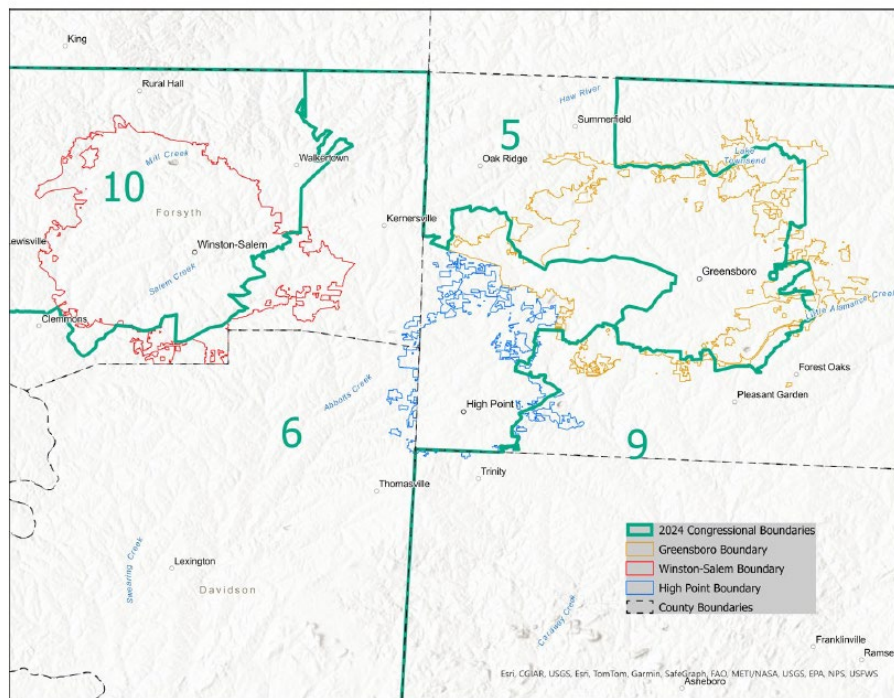 King
Rural Hall
Haw River
5
Summerfield
Mill Creek
Walkertown
Oak Ridge
Lake
Townsend
10
Forsyth
Kernersville
Lewisville
Winston-Salem
Salem Creek
Greensboro
Clemmons
Little Alamance Creek
Forest Oaks
Abbotts Creek
Pleasant Garden
High Point
6
9
Trinity
Thomasville
2024 Congressional Boundaries
Greensboro Boundary
Winston-Salem Boundary
High Point Boundary
County Boundaries
Lexington
Swearing Creek
Davidson
Caraway Creek
Franklinville
Ramse
Esri, CGIAR, USGS, Esri, TomTom, Garmin, SafeGraph, FAO, METI/NASA, USGS, EPA, NPS, USFWS
Asheboro